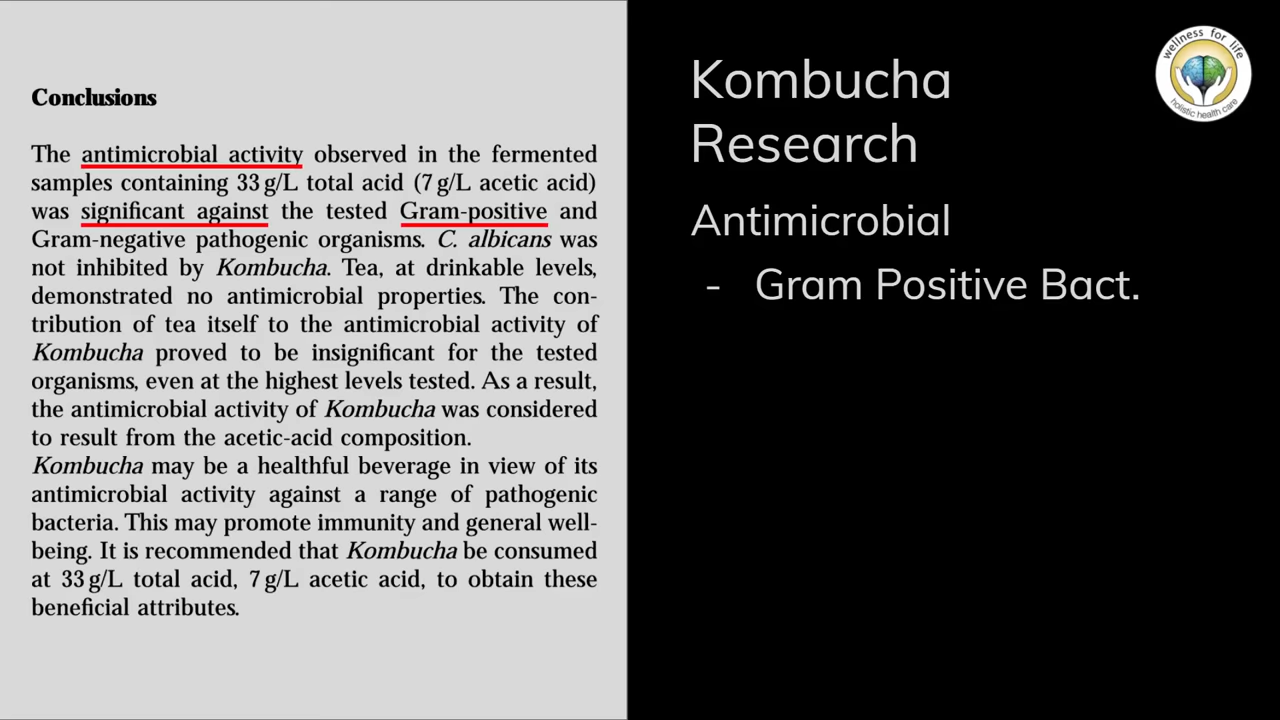 Conclusions
The antimicrobial activity observed in the fermented
samples containing 33 g/L total acid (7 g/L acetic acid)
was significant against the tested Gram-positive and
Gram-negative pathogenic organisms. C. albicans was
not inhibited by Kombucha. Tea, at drinkable levels,
demonstrated no antimicrobial properties. The con-
tribution of tea itself to the antimicrobial activity of
Kombucha proved to be insignificant for the tested
organisms, even at the highest levels tested. As a result,
the antimicrobial activity of Kombucha was considered
to result from the acetic-acid composition.
Kombucha may be a healthful beverage in view of its
antimicrobial activity against a range of pathogenic
bacteria. This may promote immunity and general well-
being. It is recommended that Kombucha be consumed
at 33 g/L total acid, 7 g/L acetic acid, to obtain these
beneficial attributes.
Kombucha
Research
Antimicrobial
- Gram Positive Bact.
wellness for life
holistic health care